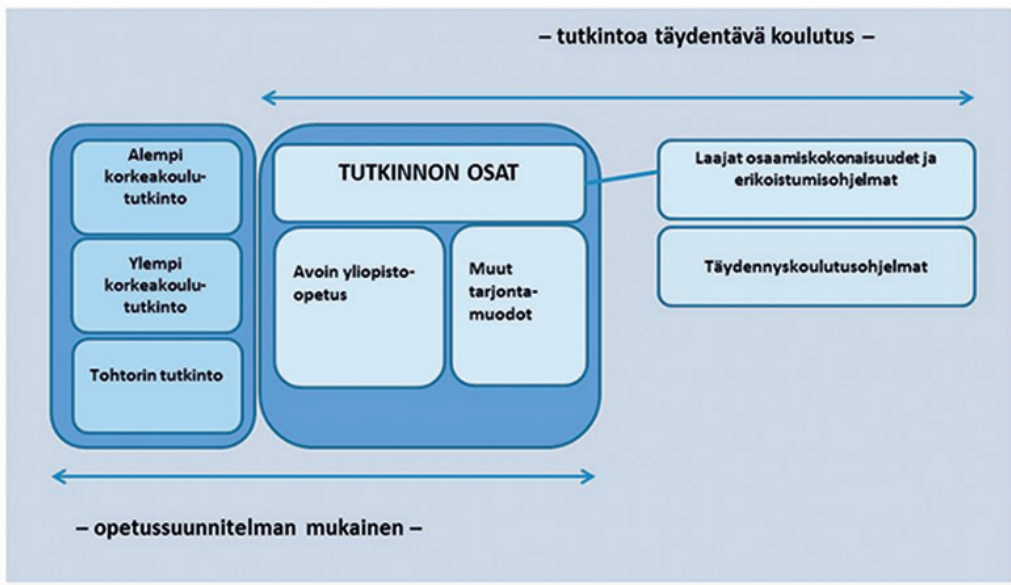 – tutkintoa täydentävä koulutus –
Alempi
korkeakoulu-
tutkinto
Ylempi
korkeakoulu-
tutkinto
Tohtorin tutkinto
TUTKINNON OSAT
Avoin yliopisto-
opetus
Muut
tarjonta-
muodot
Laajat osaamiskokonaisuudet ja
erikoistumisohjelmat
Täydennyskoulutusohjelmat
– opetussuunnitelman mukainen –